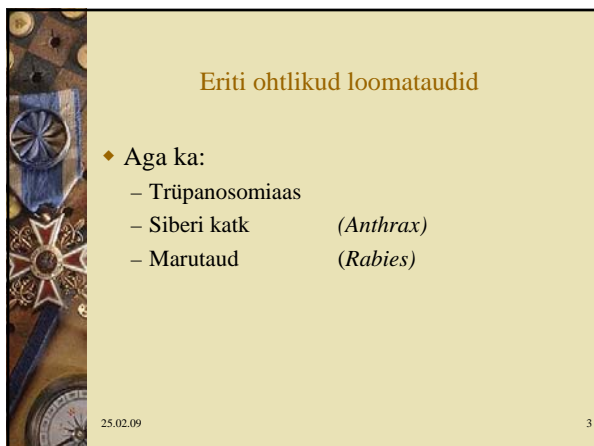 Eriti ohtlikud loomataudid
Aga ka:
– Trüpanosomiaas
– Siberi katk (Anthrax)
– Marutaud (Rabies)
25.02.09 3